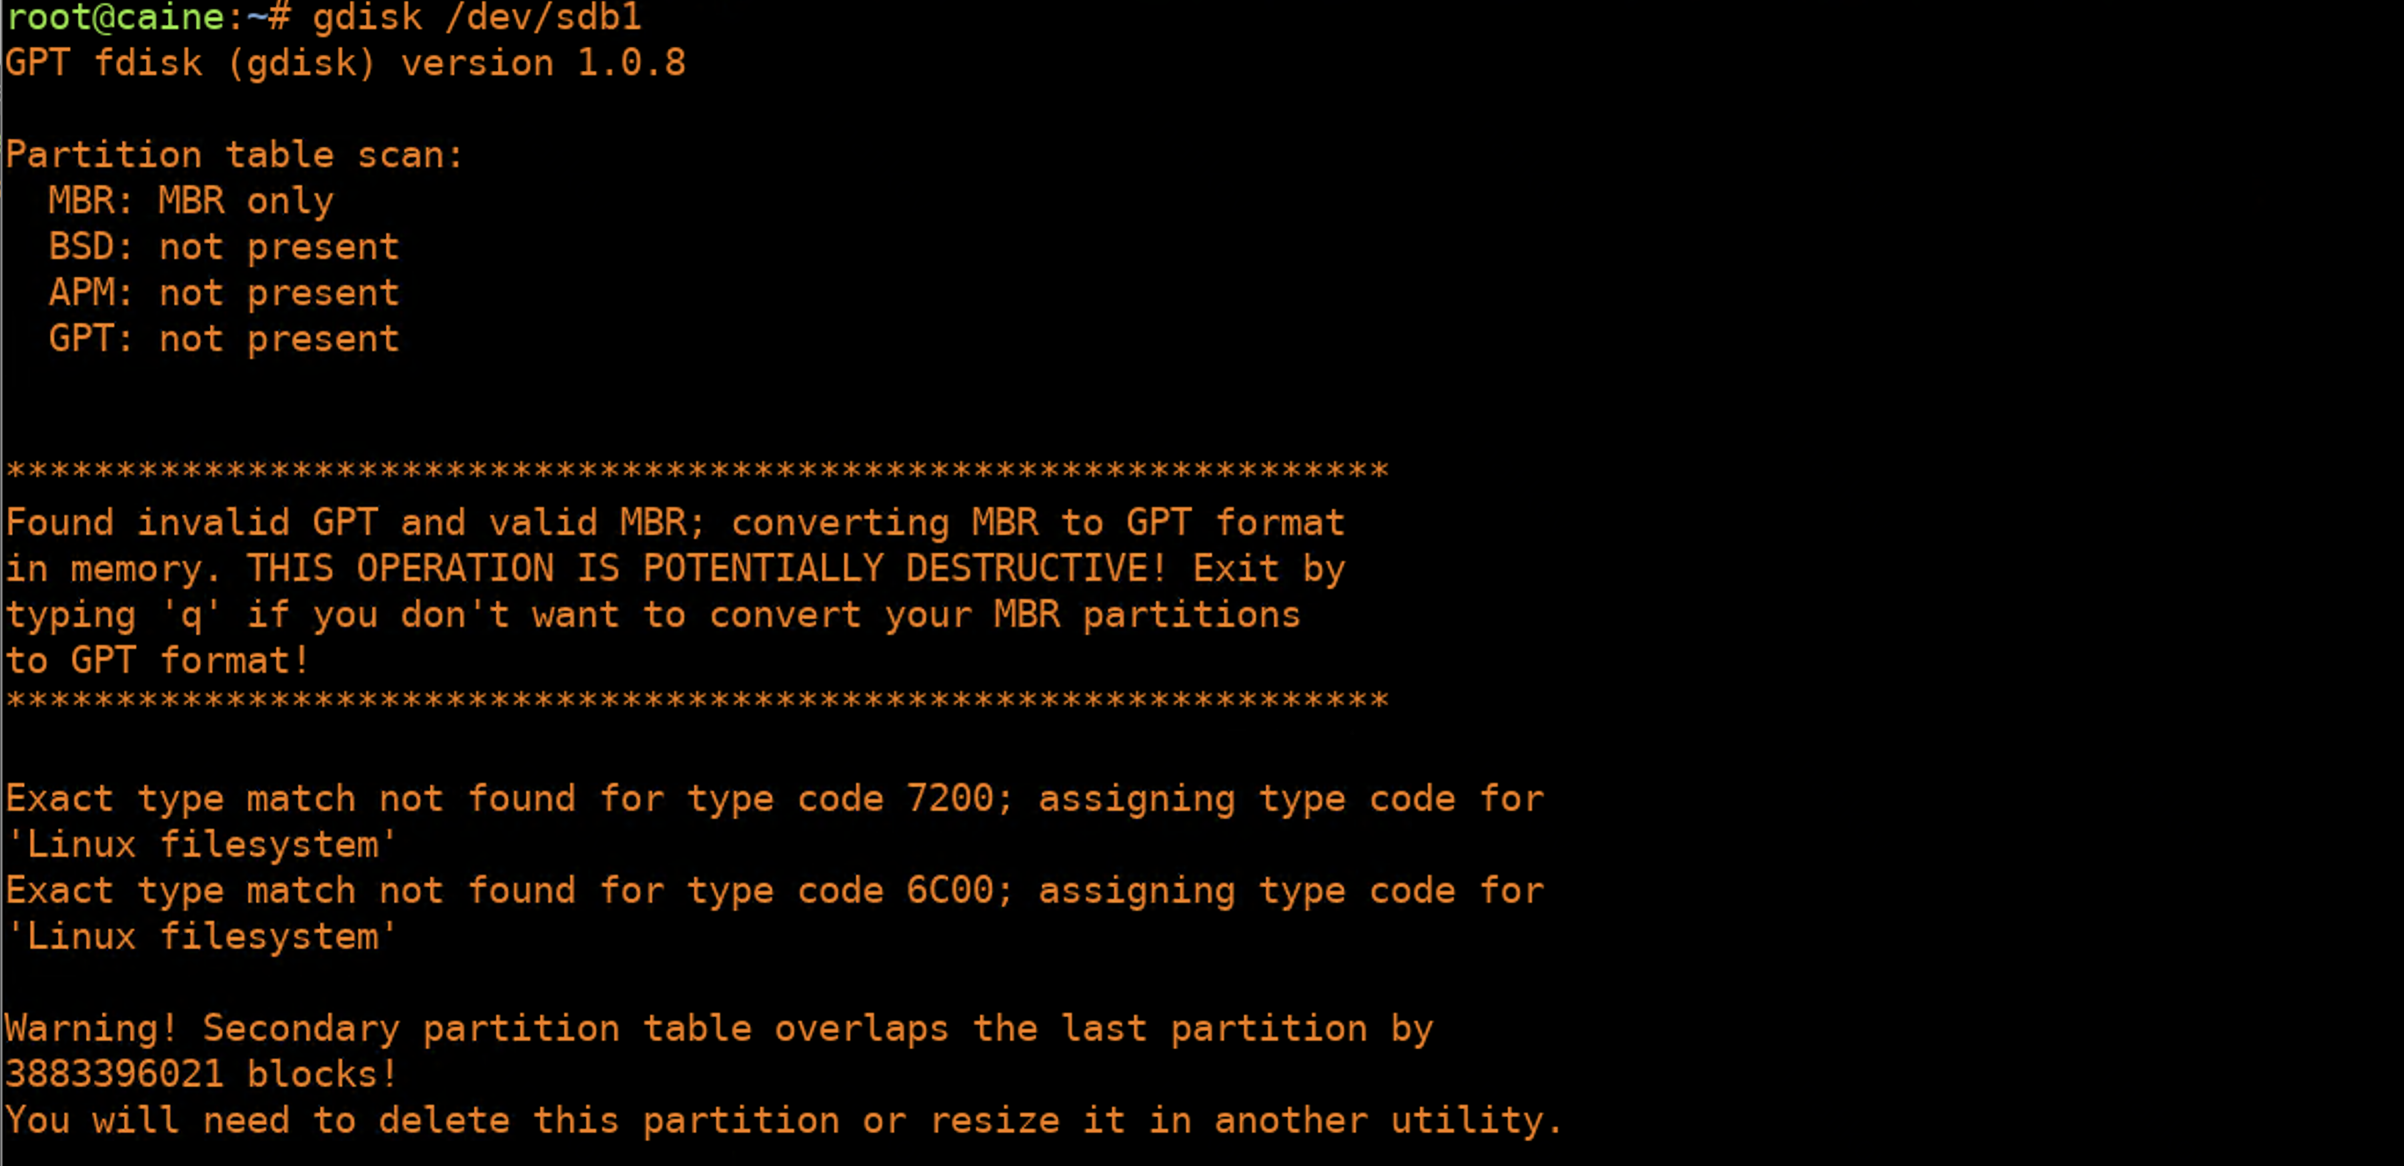 root@caine:~# gdisk /dev/sdb1
GPT fdisk (gdisk) version 1.0.8
Partition table scan:
  MBR: MBR only
  BSD: not present
  APM: not present
  GPT: not present
***************************************************************
Found invalid GPT and valid MBR; converting MBR to GPT format
in memory. THIS OPERATION IS POTENTIALLY DESTRUCTIVE! Exit by
typing 'q' if you don't want to convert your MBR partitions
to GPT format!
***************************************************************
Exact type match not found for type code 7200; assigning type code for
'Linux filesystem'
Exact type match not found for type code 6C00; assigning type code for
'Linux filesystem'
Warning! Secondary partition table overlaps the last partition by
3883396021 blocks!
You will need to delete this partition or resize it in another utility.